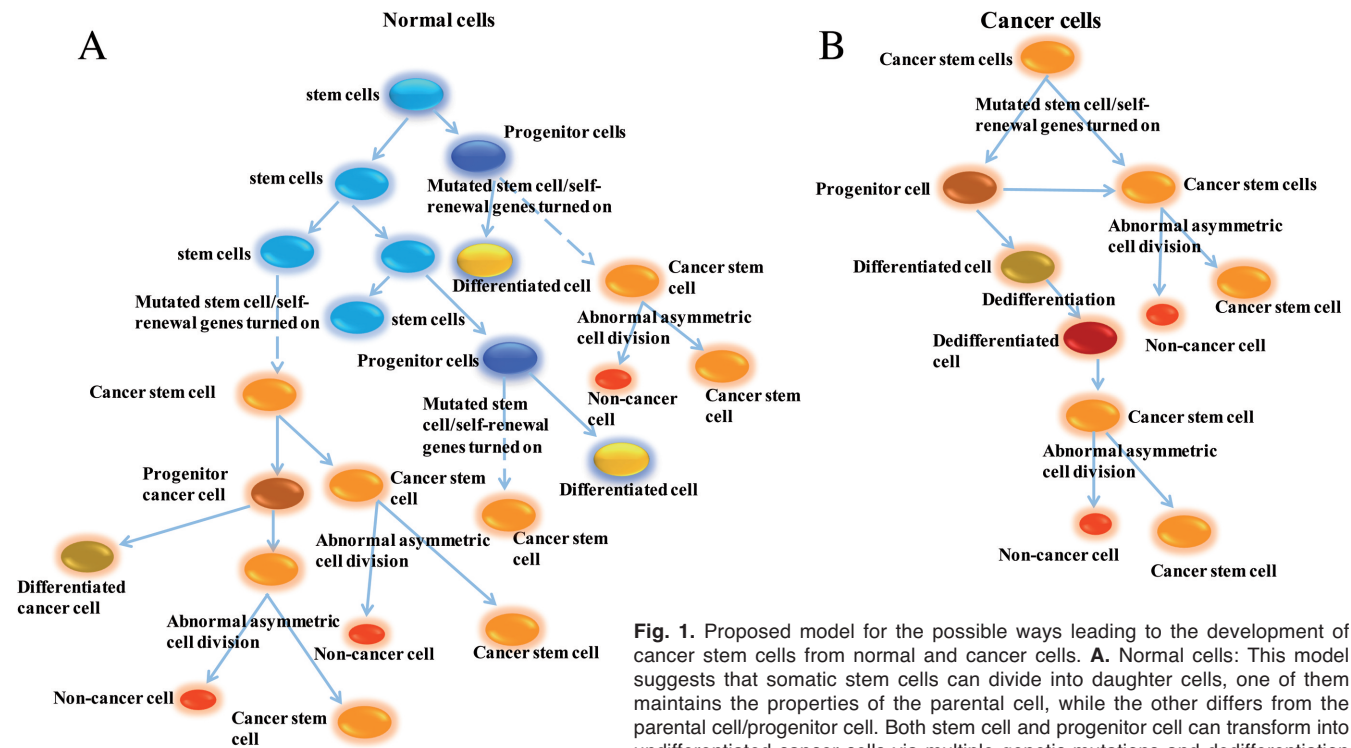 Normal cells
A
stem cells
Progenitor cells
stem cells
Mutated stem cell/self-
renewal genes turned on
stem cells
Differentiated cell
Cancer stem
cell
Mutated stem cell/self-
renewal genes turned on
stem cells
Abnormal asymmetric
cell division
Progenitor cells
Non-cancer
cell
Cancer stem
cell
Cancer stem cell
Mutated stem
cell/self-renewal
genes turned on
Differentiated cell
Progenitor
cancer cell
Cancer stem
cell
Cancer stem
cell
Abnormal asymmetric
cell division
Differentiated
cancer cell
Abnormal asymmetric
cell division
Non-cancer cell
Cancer stem cell
Non-cancer cell
Cancer stem
cell
Cancer cells
B
Cancer stem cells
Mutated stem cell/self-
renewal genes turned on
Progenitor cell
Cancer stem cells
Abnormal asymmetric
cell division
Differentiated cell
Dedifferentiation
Cancer stem cell
Non-cancer cell
Dedifferentiated
cell
Cancer stem cell
Abnormal asymmetric
cell division
Non-cancer cell
Cancer stem cell
Fig. 1. Proposed model for the possible ways leading to the development of
cancer stem cells from normal and cancer cells. A. Normal cells: This model
suggests that somatic stem cells can divide into daughter cells, one of them
maintains the properties of the parental cell, while the other differs from the
parental cell/progenitor cell. Both stem cell and progenitor cell can transform into
undifferentiated cancer cells via multiple genetic mutations and dedifferentiation